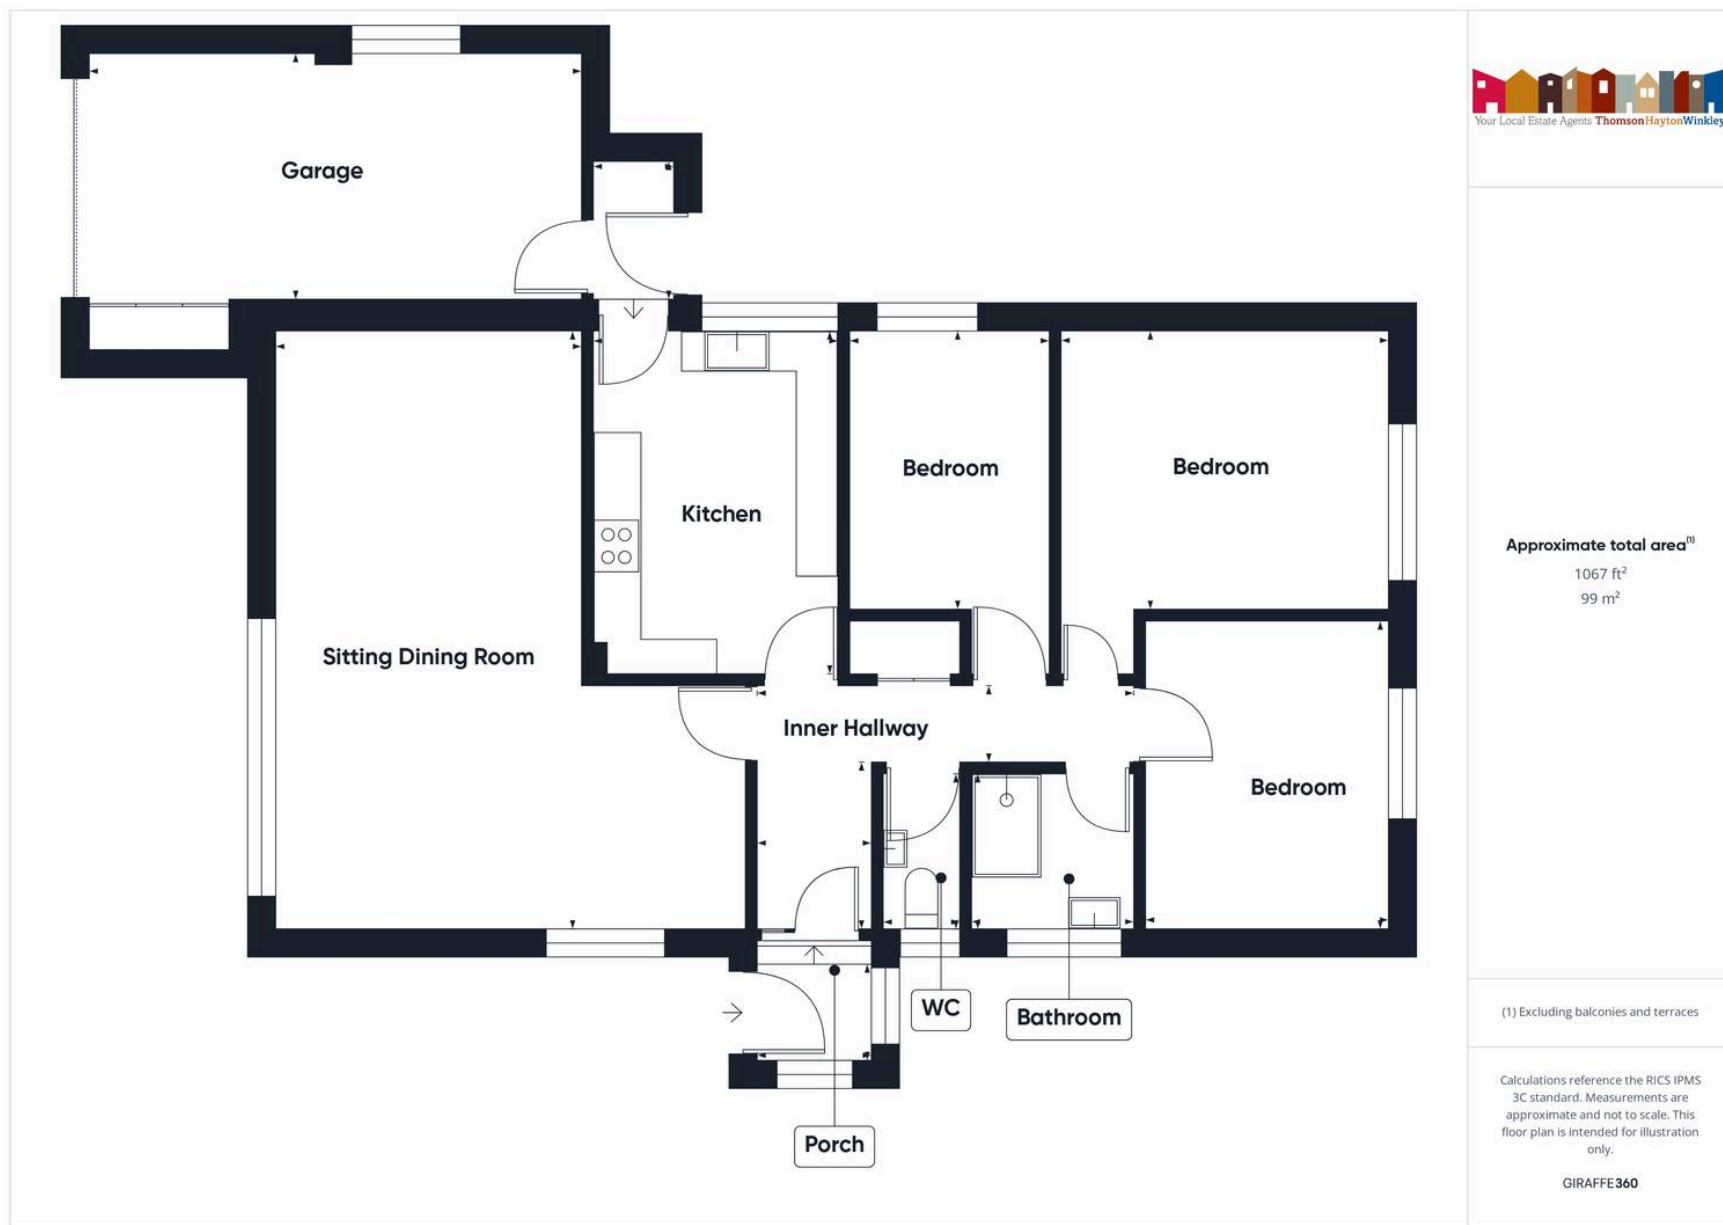 Garage
Kitchen
Bedroom
Bedroom
Sitting Dining Room
Inner Hallway
Bedroom
WC
Bathroom
Porch
Your Local Estate Agents ThomsonHaytonWinkley
Approximate total area(1)
1067 ft²
99 m²
(1) Excluding balconies and terraces
Calculations reference the RICS IPMS
3C standard. Measurements are
approximate and not to scale. This
floor plan is intended for illustration
only.
GIRAFFE360